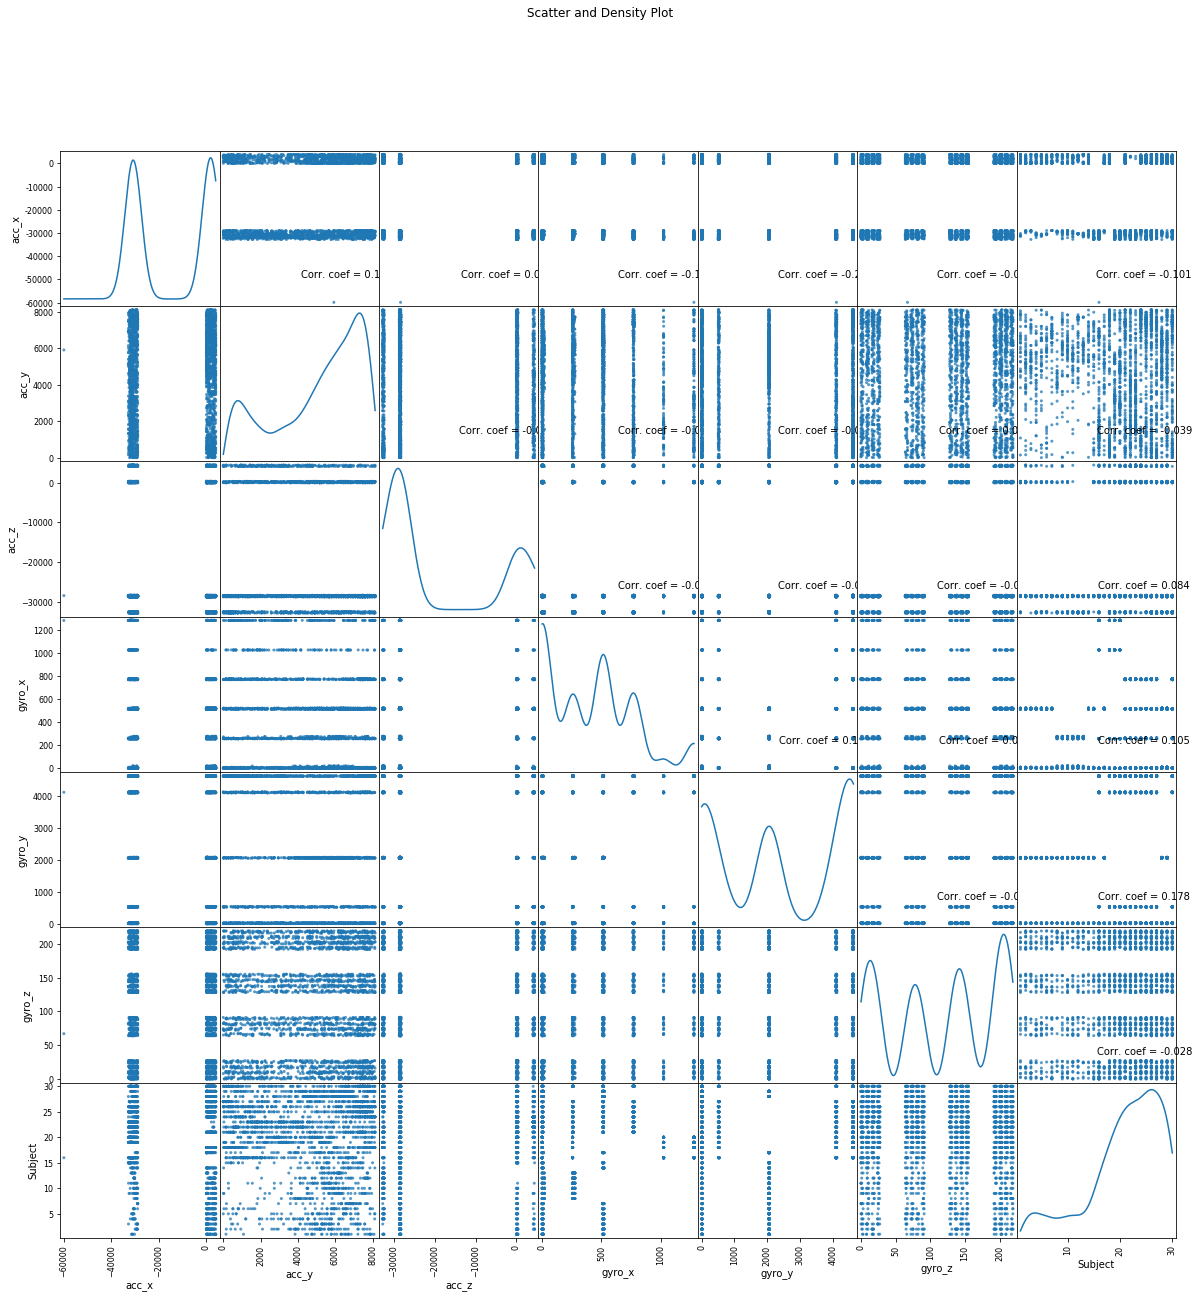 Scatter and Density Plot
0
-10000
-20000
-30000
-40000
-50000
-60000
acc_x
Corr. coef = 0.1
Corr. coef = 0.0
Corr. coef = -0.1
Corr. coef = -0.2
Corr. coef = -0.0
Corr. coef = -0.101
8000
6000
4000
2000
0
acc_y
Corr. coef = -0.0
Corr. coef = -0.0
Corr. coef = -0.0
Corr. coef = 0.0
Corr. coef = -0.039
0
−10000
−20000
−30000
acc_z
Corr. coef = -0.0
Corr. coef = -0.0
Corr. coef = -0.0
Corr. coef = 0.084
1200
1000
800
600
400
200
0
gyro_x
Corr. coef = 0.1
Corr. coef = 0.0
Corr. coef = 0.105
4000
3000
2000
1000
0
gyro_y
Corr. coef = -0.0
Corr. coef = 0.178
200
150
100
50
0
gyro_z
Corr. coef = -0.028
30
25
20
15
10
5
Subject
−60000
−40000
−20000
0
acc_x
0
2000
4000
6000
8000
acc_y
−30000
−20000
−10000
0
acc_z
0
500
1000
gyro_x
0
1000
2000
3000
4000
gyro_y
0
50
100
150
200
gyro_z
10
20
30
Subject